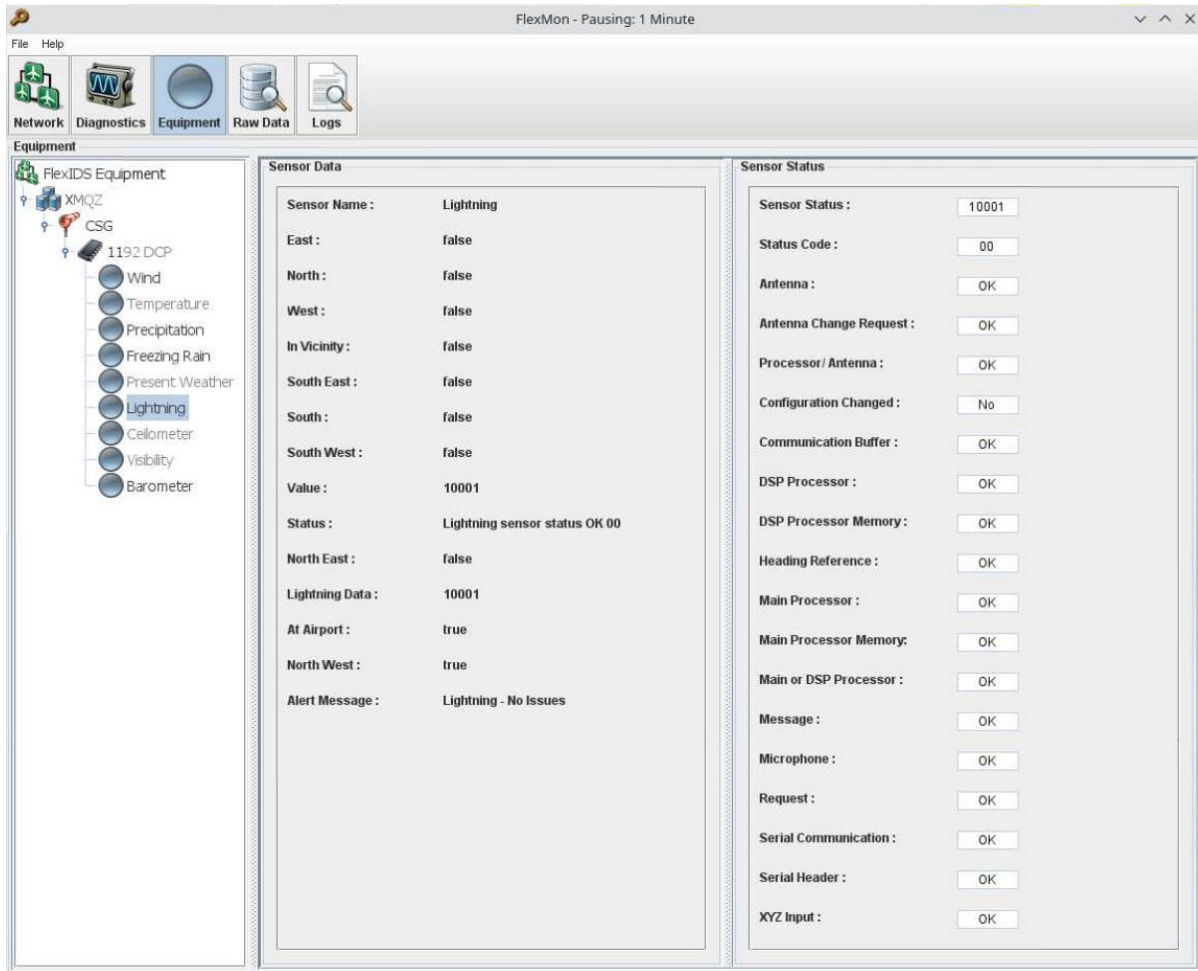 FlexMon - Pausing: 1 Minute
File Help
Network Diagnostics Equipment Raw Data Logs
Equipment
FlexIDS Equipment
XMQZ
CSG
1192 DCP
Wind
Temperature
Precipitation
Freezing Rain
Present Weather
Lightning
Ceilometer
Visibility
Barometer
Sensor Data
Sensor Name : Lightning
East : false
North : false
West : false
In Vicinity : false
South East : false
South : false
South West : false
Value : 10001
Status : Lightning sensor status OK 00
North East : false
Lightning Data : 10001
At Airport : true
North West : true
Alert Message : Lightning - No Issues
Sensor Status
Sensor Status : 10001
Status Code : 00
Antenna : OK
Antenna Change Request : OK
Processor/ Antenna : OK
Configuration Changed : No
Communication Buffer : OK
DSP Processor : OK
DSP Processor Memory : OK
Heading Reference : OK
Main Processor : OK
Main Processor Memory: OK
Main or DSP Processor : OK
Message : OK
Microphone : OK
Request : OK
Serial Communication : OK
Serial Header : OK
XYZ Input : OK